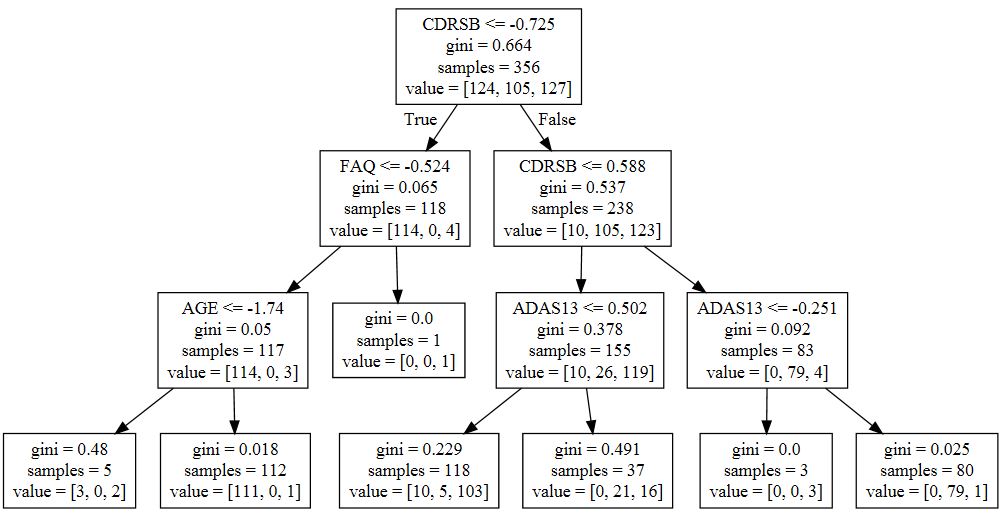 CDRSB <= -0.725
gini = 0.664
samples = 356
value = [124, 105, 127]
True
False
FAQ <= -0.524
gini = 0.065
samples = 118
value = [114, 0, 4]
CDRSB <= 0.588
gini = 0.537
samples = 238
value = [10, 105, 123]
AGE <= -1.74
gini = 0.05
samples = 117
value = [114, 0, 3]
gini = 0.0
samples = 1
value = [0, 0, 1]
ADAS13 <= 0.502
gini = 0.378
samples = 155
value = [10, 26, 119]
ADAS13 <= -0.251
gini = 0.092
samples = 83
value = [0, 79, 4]
gini = 0.48
samples = 5
value = [3, 0, 2]
gini = 0.018
samples = 112
value = [111, 0, 1]
gini = 0.229
samples = 118
value = [10, 5, 103]
gini = 0.491
samples = 37
value = [0, 21, 16]
gini = 0.0
samples = 3
value = [0, 0, 3]
gini = 0.025
samples = 80
value = [0, 79, 1]